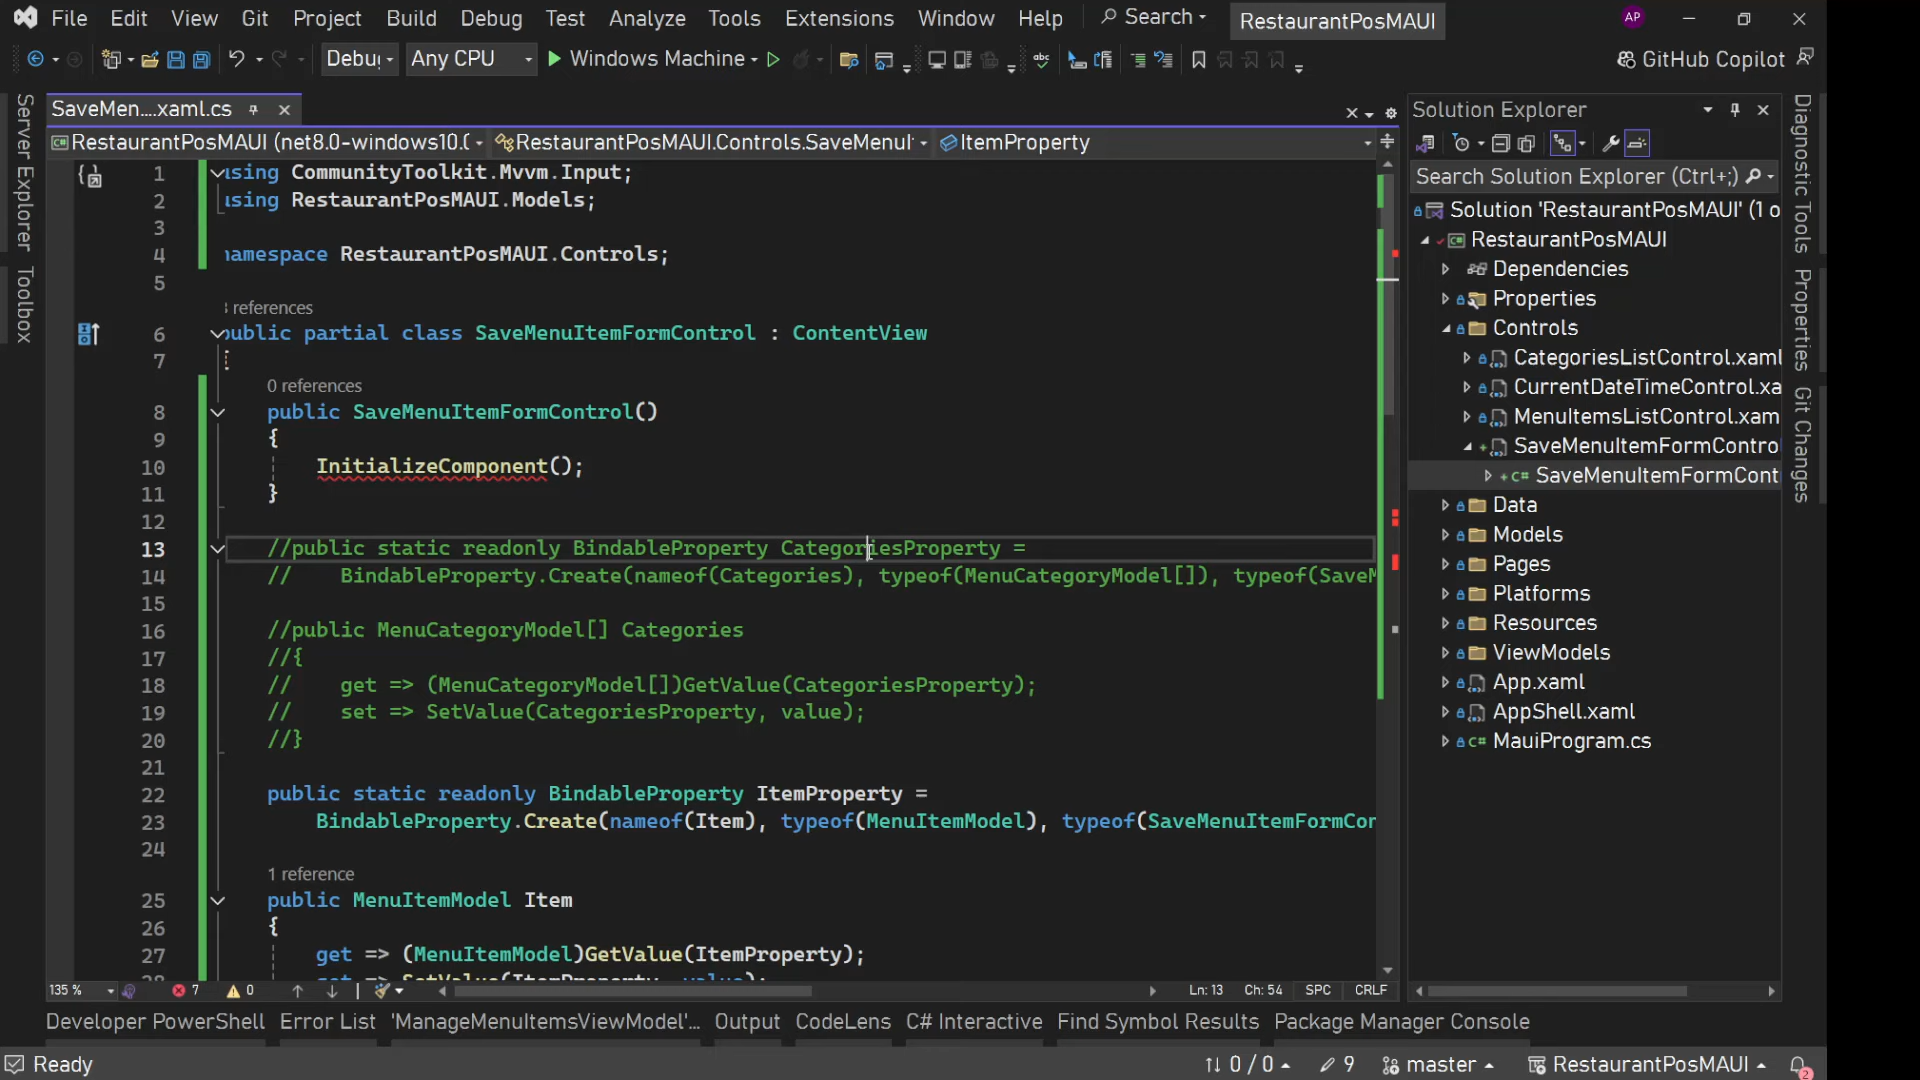 File Edit View Git Project Build Debug Test Analyze Tools Extensions Window Help Search RestaurantPosMAUI AP
Debu Any CPU Windows Machine GitHub Copilot
SaveMen....xaml.cs
RestaurantPosMAUI (net8.0-windows10.0 RestaurantPosMAUI.Controls.SaveMenuI ItemProperty
1 using CommunityToolkit.Mvvm.Input;
2 using RestaurantPosMAUI.Models;
3
4 namespace RestaurantPosMAUI.Controls;
5
3 references
6 public partial class SaveMenuItemFormControl : ContentView
7 {
0 references
8 public SaveMenuItemFormControl()
9 {
10 InitializeComponent();
11 }
12
13 //public static readonly BindableProperty CategoriesProperty =
14 // BindableProperty.Create(nameof(Categories), typeof(MenuCategoryModel[]), typeof(SaveM
15
16 //public MenuCategoryModel[] Categories
17 //{
18 // get => (MenuCategoryModel[])GetValue(CategoriesProperty);
19 // set => SetValue(CategoriesProperty, value);
20 //}
21
22 public static readonly BindableProperty ItemProperty =
23 BindableProperty.Create(nameof(Item), typeof(MenuItemModel), typeof(SaveMenuItemFormCon
24
1 reference
25 public MenuItemModel Item
26 {
27 get => (MenuItemModel)GetValue(ItemProperty);
28 set => SetValue(ItemProperty, value);
135 % 7 0 Ln: 13 Ch: 54 SPC CRLF
Server Explorer
Toolbox
Solution Explorer
Search Solution Explorer (Ctrl+;)
Solution 'RestaurantPosMAUI' (1 o
RestaurantPosMAUI
Dependencies
Properties
Controls
CategoriesListControl.xaml
CurrentDateTimeControl.xa
MenuItemsListControl.xam
SaveMenuItemFormContro
SaveMenuItemFormCont
Data
Models
Pages
Platforms
Resources
ViewModels
App.xaml
AppShell.xaml
MauiProgram.cs
Diagnostic Tools
Properties
Git Changes
Developer PowerShell Error List 'ManageMenuItemsViewModel'... Output CodeLens C# Interactive Find Symbol Results Package Manager Console
Ready 0 / 0 9 master RestaurantPosMAUI 2